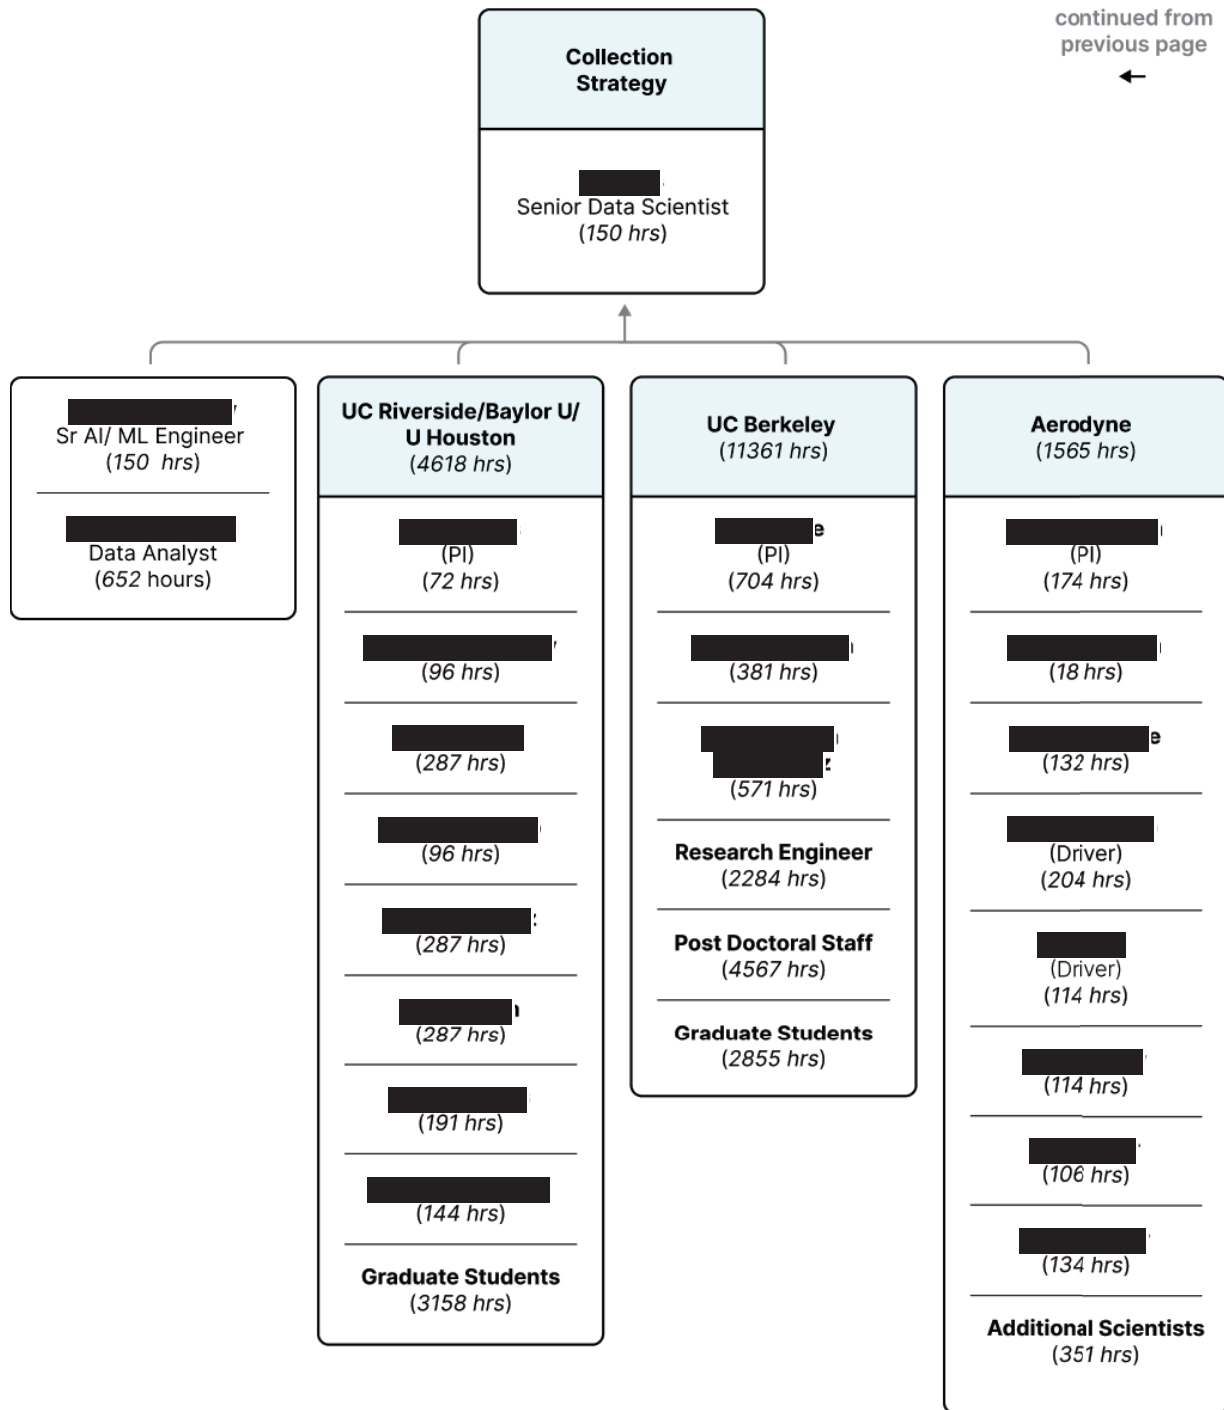 continued from
previous page
Collection
Strategy
Senior Data Scientist
(150 hrs)
Sr AI/ ML Engineer
(150 hrs)
Data Analyst
(652 hours)
UC Riverside/Baylor U/
U Houston
(4618 hrs)
(PI)
(72 hrs)
(96 hrs)
(287 hrs)
(96 hrs)
(287 hrs)
(287 hrs)
(191 hrs)
(144 hrs)
Graduate Students
(3158 hrs)
UC Berkeley
(11361 hrs)
(PI)
(704 hrs)
(381 hrs)
(571 hrs)
Research Engineer
(2284 hrs)
Post Doctoral Staff
(4567 hrs)
Graduate Students
(2855 hrs)
Aerodyne
(1565 hrs)
(PI)
(174 hrs)
(18 hrs)
(132 hrs)
(Driver)
(204 hrs)
(Driver)
(114 hrs)
(114 hrs)
(106 hrs)
(134 hrs)
Additional Scientists
(351 hrs)